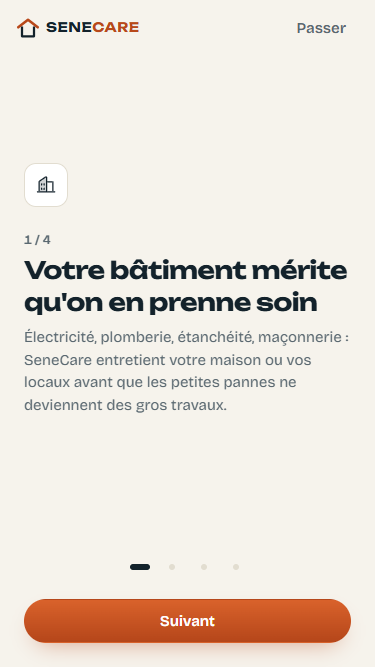 SENECARE
Passer
1 / 4
Votre bâtiment mérite
qu'on en prenne soin
Électricité, plomberie, étanchéité, maçonnerie :
SeneCare entretient votre maison ou vos
locaux avant que les petites pannes ne
deviennent des gros travaux.
Suivant